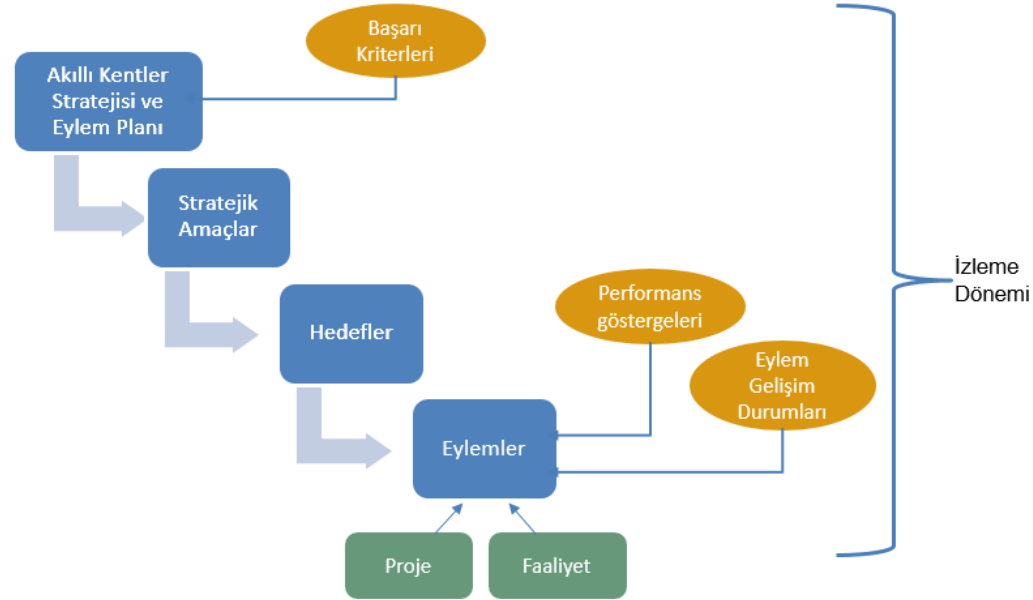 Başarı
Kriterleri
Akıllı Kentler
Stratejisi ve
Eylem Planı
Stratejik
Amaçlar
Hedefler
Performans
göstergeleri
Eylem
Gelişim
Durumları
İzleme
Dönemi
Eylemler
Proje
Faaliyet